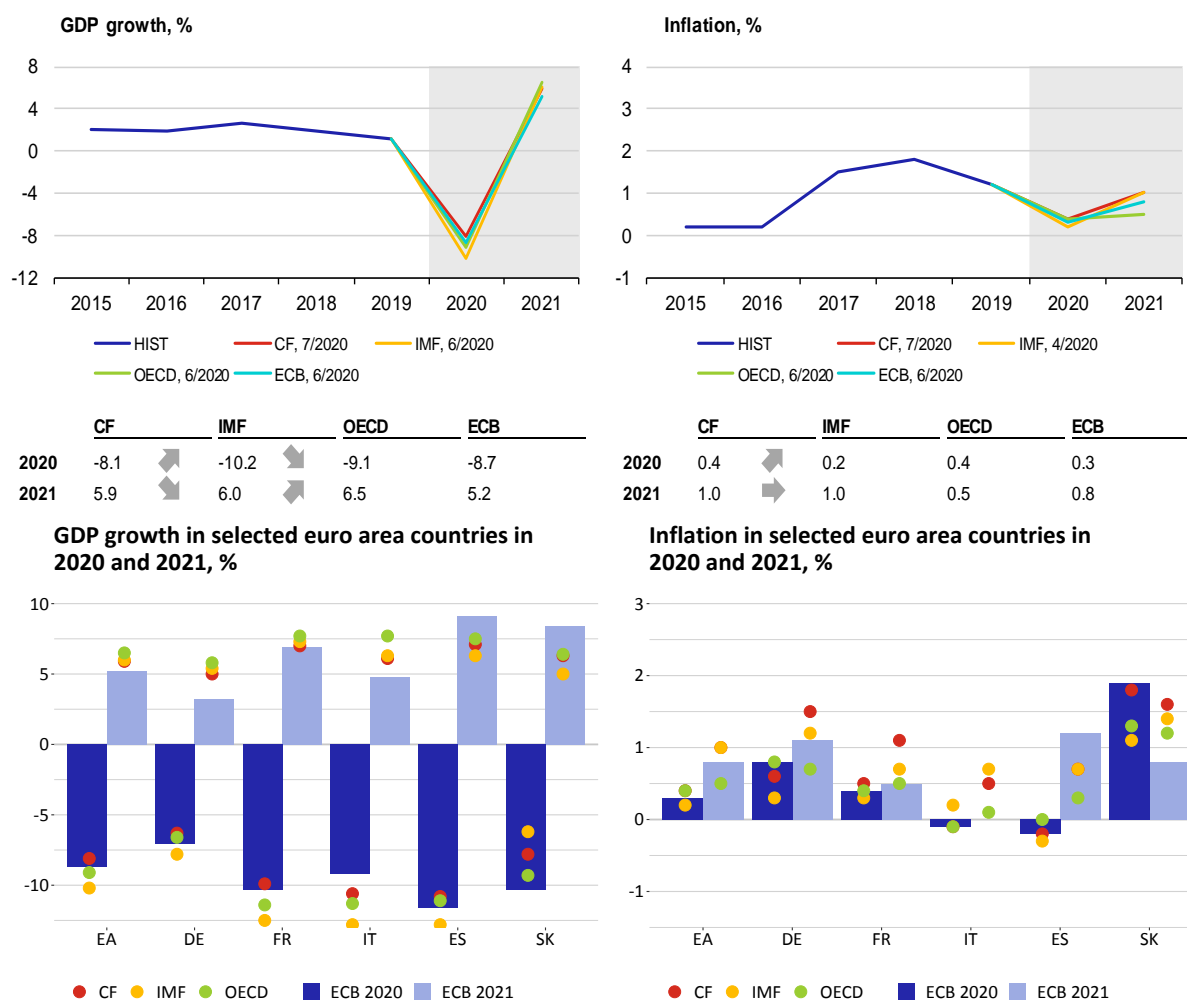 GDP growth, %
8
4
0
-4
-8
-12
2015 2016 2017 2018 2019 2020 2021
HIST CF, 7/2020 IMF, 6/2020
OECD, 6/2020 ECB, 6/2020
CF IMF OECD ECB
2020 -8.1 -10.2 -9.1 -8.7
2021 5.9 6.0 6.5 5.2
Inflation, %
4
3
2
1
0
-1
2015 2016 2017 2018 2019 2020 2021
HIST CF, 7/2020 IMF, 4/2020
OECD, 6/2020 ECB, 6/2020
CF IMF OECD ECB
2020 0.4 0.2 0.4 0.3
2021 1.0 1.0 0.5 0.8
GDP growth in selected euro area countries in
2020 and 2021, %
10
5
0
-5
-10
EA DE FR IT ES SK
CF IMF OECD ECB 2020 ECB 2021
Inflation in selected euro area countries in
2020 and 2021, %
3
2
1
0
-1
EA DE FR IT ES SK
CF IMF OECD ECB 2020 ECB 2021